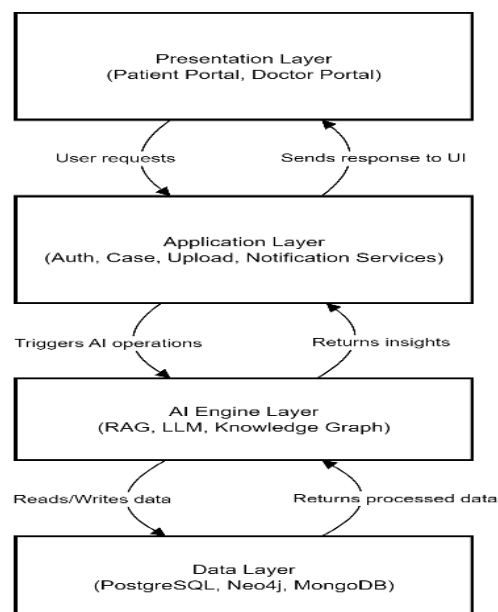 Presentation Layer
(Patient Portal, Doctor Portal)
User requests
Sends response to UI
Application Layer
(Auth, Case, Upload, Notification Services)
Triggers AI operations
Returns insights
AI Engine Layer
(RAG, LLM, Knowledge Graph)
Reads/Writes data
Returns processed data
Data Layer
(PostgreSQL, Neo4j, MongoDB)